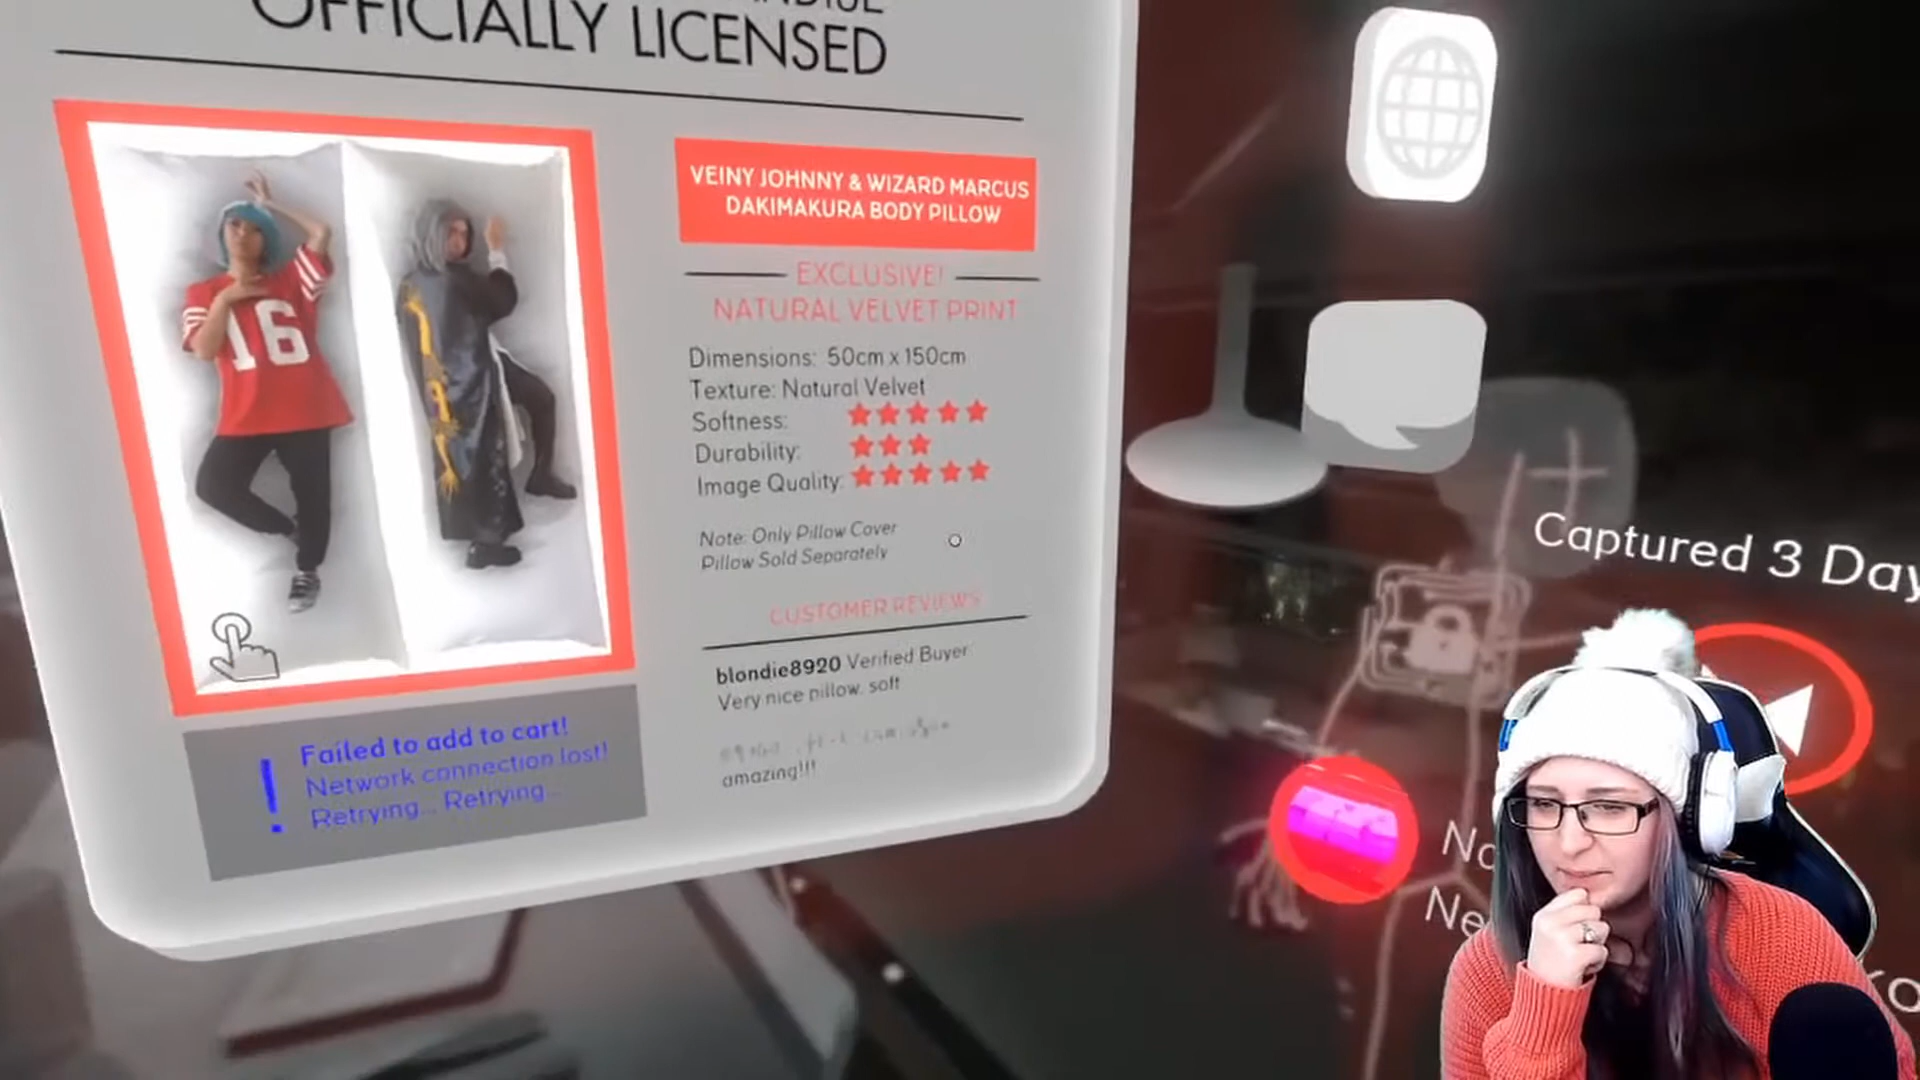 OFFICIALLY LICENSED
VEINY JOHNNY & WIZARD MARCUS
DAKIMAKURA BODY PILLOW
EXCLUSIVE!
NATURAL VELVET PRINT
Dimensions: 50cm x 150cm
Texture: Natural Velvet
Softness: ★★★★★
Durability: ★★★
Image Quality: ★★★★★
Note: Only Pillow Cover
Pillow Sold Separately
CUSTOMER REVIEWS
blondie8920 Verified Buyer
Very nice pillow. soft
amazing!!!
16
!
Failed to add to cart!
Network connection lost!
Retrying... Retrying...
Captured 3 Day